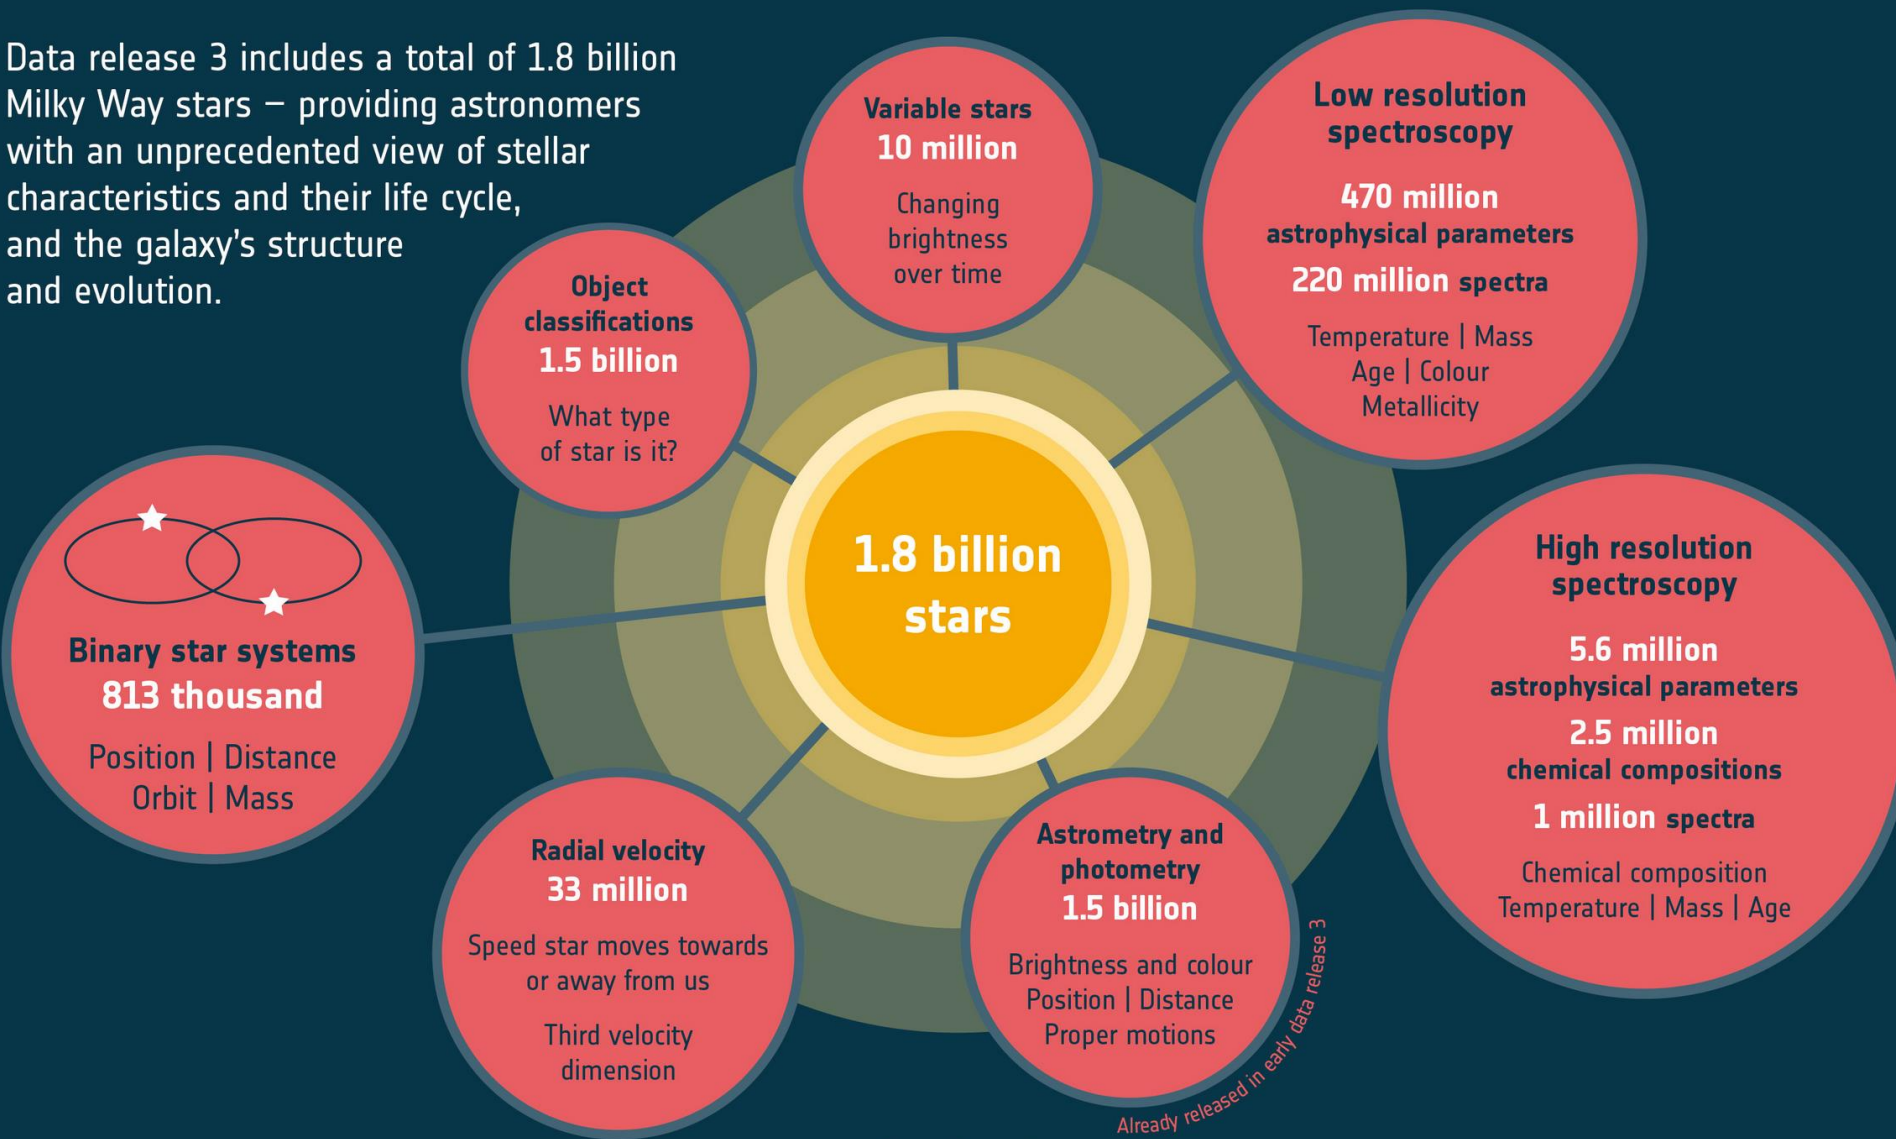 Data release 3 includes a total of 1.8 billion
Milky Way stars – providing astronomers
with an unprecedented view of stellar
characteristics and their life cycle,
and the galaxy's structure
and evolution.
Variable stars
10 million
Changing
brightness
over time
Low resolution
spectroscopy
470 million
astrophysical parameters
220 million spectra
Temperature | Mass
Age | Colour
Metallicity
Object
classifications
1.5 billion
What type
of star is it?
1.8 billion
stars
Binary star systems
813 thousand
Position | Distance
Orbit | Mass
High resolution
spectroscopy
5.6 million
astrophysical parameters
2.5 million
chemical compositions
1 million spectra
Chemical composition
Temperature | Mass | Age
Radial velocity
33 million
Speed star moves towards
or away from us
Third velocity
dimension
Astrometry and
photometry
1.5 billion
Brightness and colour
Position | Distance
Proper motions
Already released in early data release 3